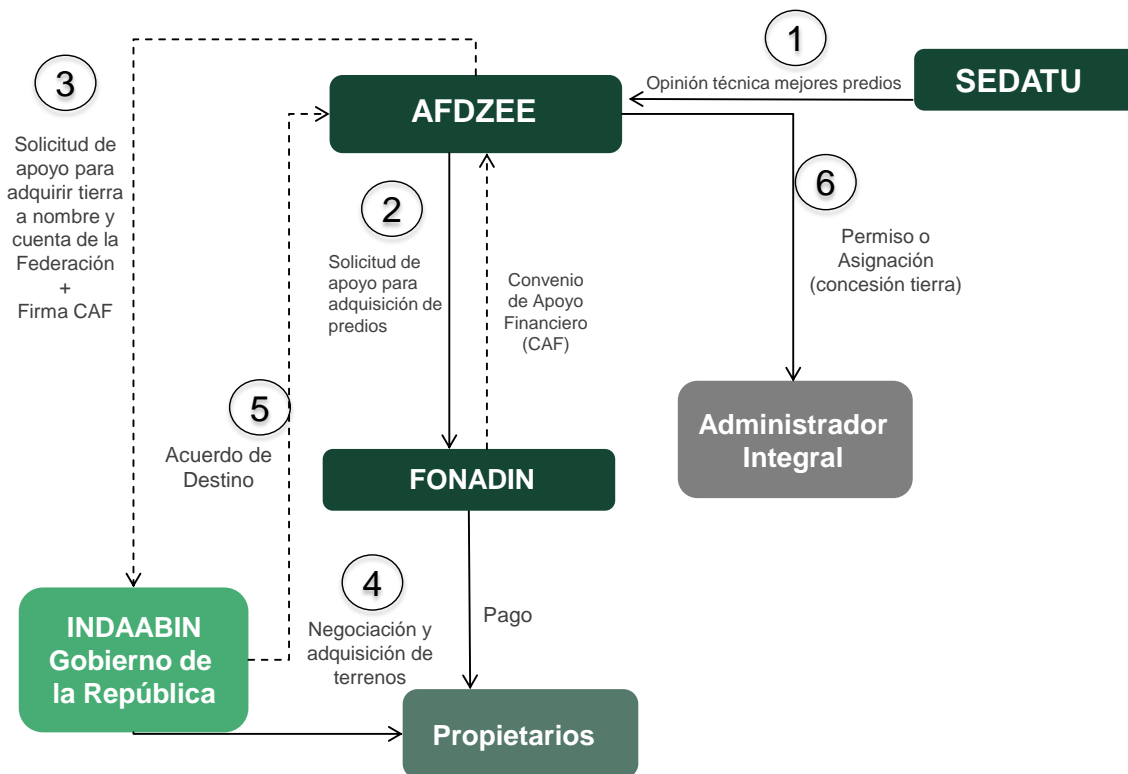 1
Opinión técnica mejores predios
SEDATU
AFDZEE
3
Solicitud de
apoyo para
adquirir tierra
a nombre y
cuenta de la
Federación
+
Firma CAF
2
Solicitud de
apoyo para
adquisición de
predios
Convenio
de Apoyo
Financiero
(CAF)
6
Permiso o
Asignación
(concesión tierra)
Administrador
Integral
5
Acuerdo de
Destino
FONADIN
4
Negociación y
adquisición de
terrenos
Pago
INDAABIN
Gobierno de
la República
Propietarios